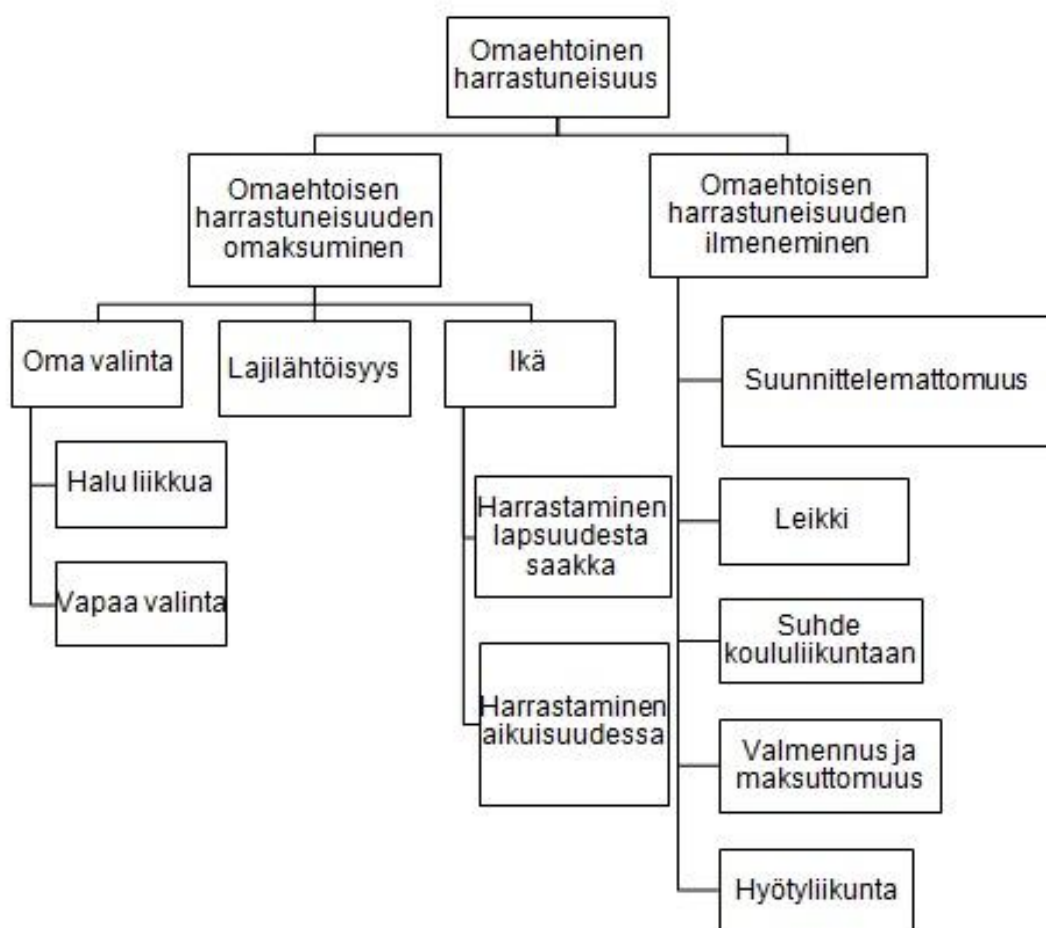 Omaehtoinen
harrastuneisuus
Omaehtoisen
harrastuneisuuden
omaksuminen
Omaehtoisen
harrastuneisuuden
ilmeneminen
Oma valinta
Lajilähtöisyys
Ikä
Halu liikkua
Vapaa valinta
Harrastaminen
lapsuudesta
saakka
Harrastaminen
aikuisuudessa
Suunnittelemattomuus
Leikki
Suhde
koululiikuntaan
Valmennus ja
maksuttomuus
Hyötyliikunta